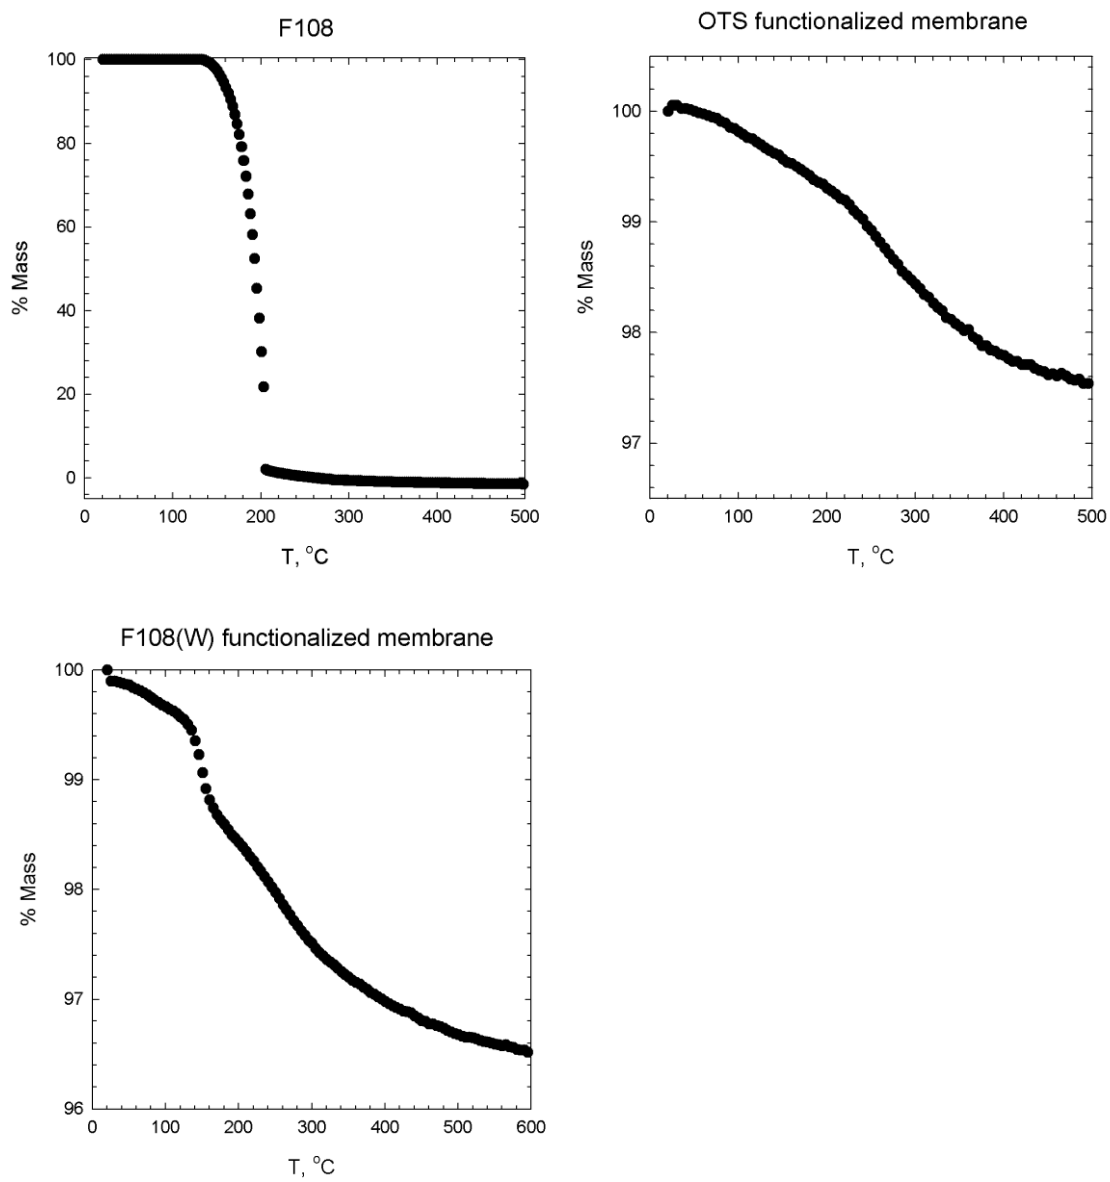 F108
100
80
60
40
20
0
% Mass
0 100 200 300 400 500
T, °C
OTS functionalized membrane
100
99
98
97
% Mass
0 100 200 300 400 500
T, °C
F108(W) functionalized membrane
100
99
98
97
96
% Mass
0 100 200 300 400 500 600
T, °C